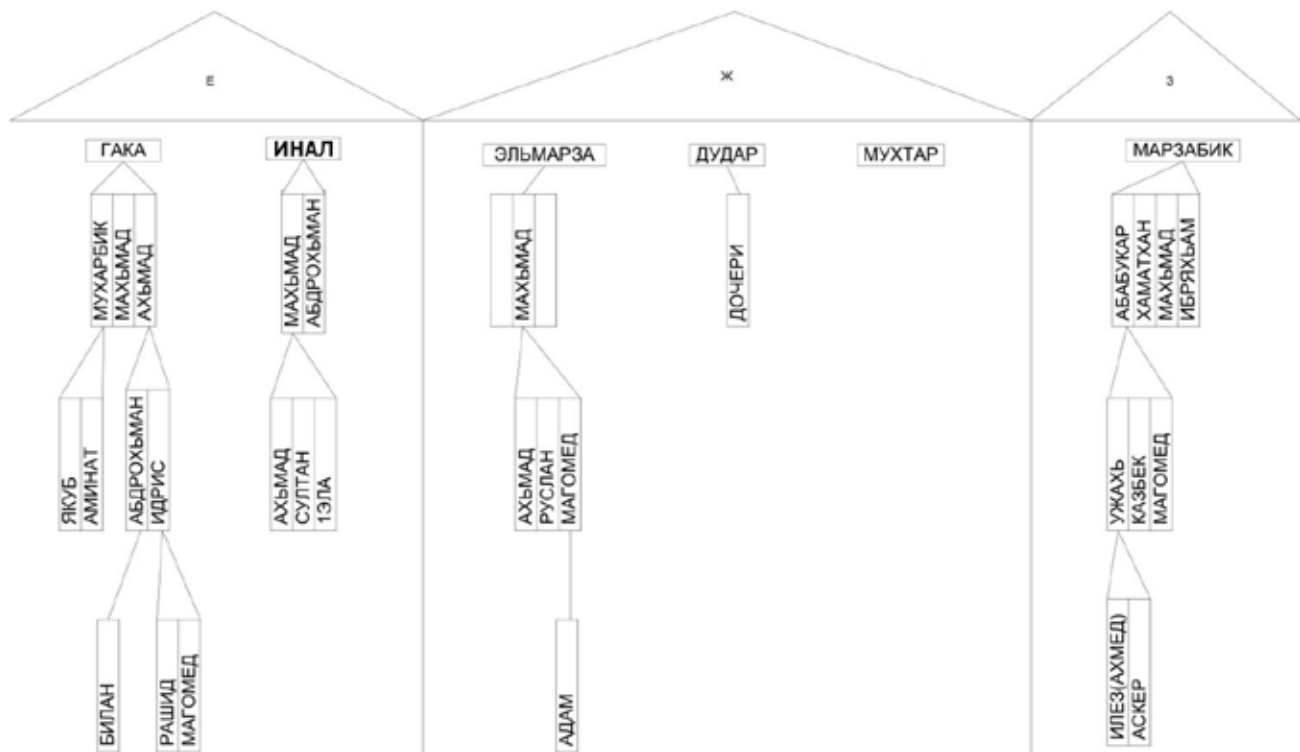 Е
Ж
З
ГАКА
ИНАЛ
ЭЛЬМАРЗА
ДУДАР
МУХТАР
МАРЗАБИК
МУХАРБИК
МАХЬМАД
АХЬМАД
МАХЬМАД
АБДРОХЬМАН
МАХЬМАД
ДОЧЕРИ
АБАБУКАР
ХАМАТХАН
МАХЬМАД
ИБРЯХЬАМ
ЯКУБ
АМИНАТ
АБДРОХЬМАН
ИДРИС
АХЬМАД
СУЛТАН
1ЭЛА
АХЬМАД
РУСЛАН
МАГОМЕД
УЖАХЬ
КАЗБЕК
МАГОМЕД
БИЛАН
РАШИД
МАГОМЕД
АДАМ
ИЛЕЗ(АХМЕД)
АСКЕР